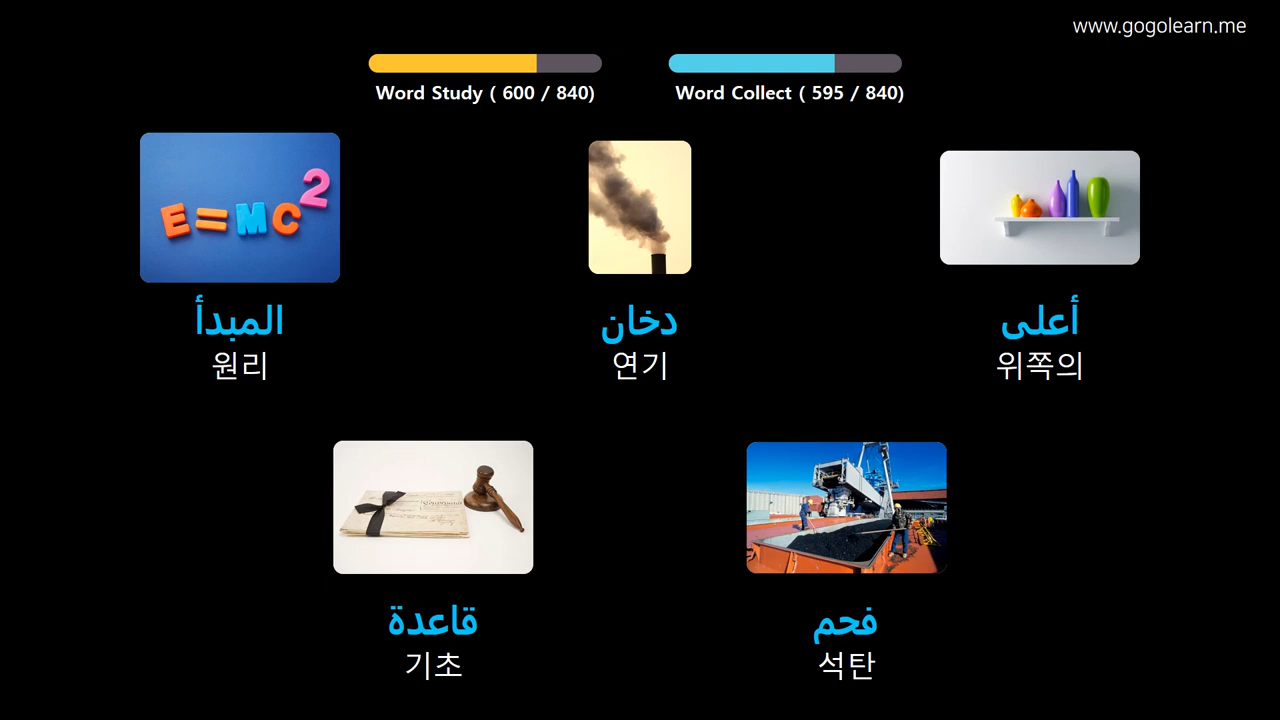 www.gogolearn.me
Word Study ( 600 / 840)
Word Collect ( 595 / 840)
E=MC2
المبدأ
원리
دخان
연기
أعلى
위쪽의
قاعدة
기초
فحم
석탄